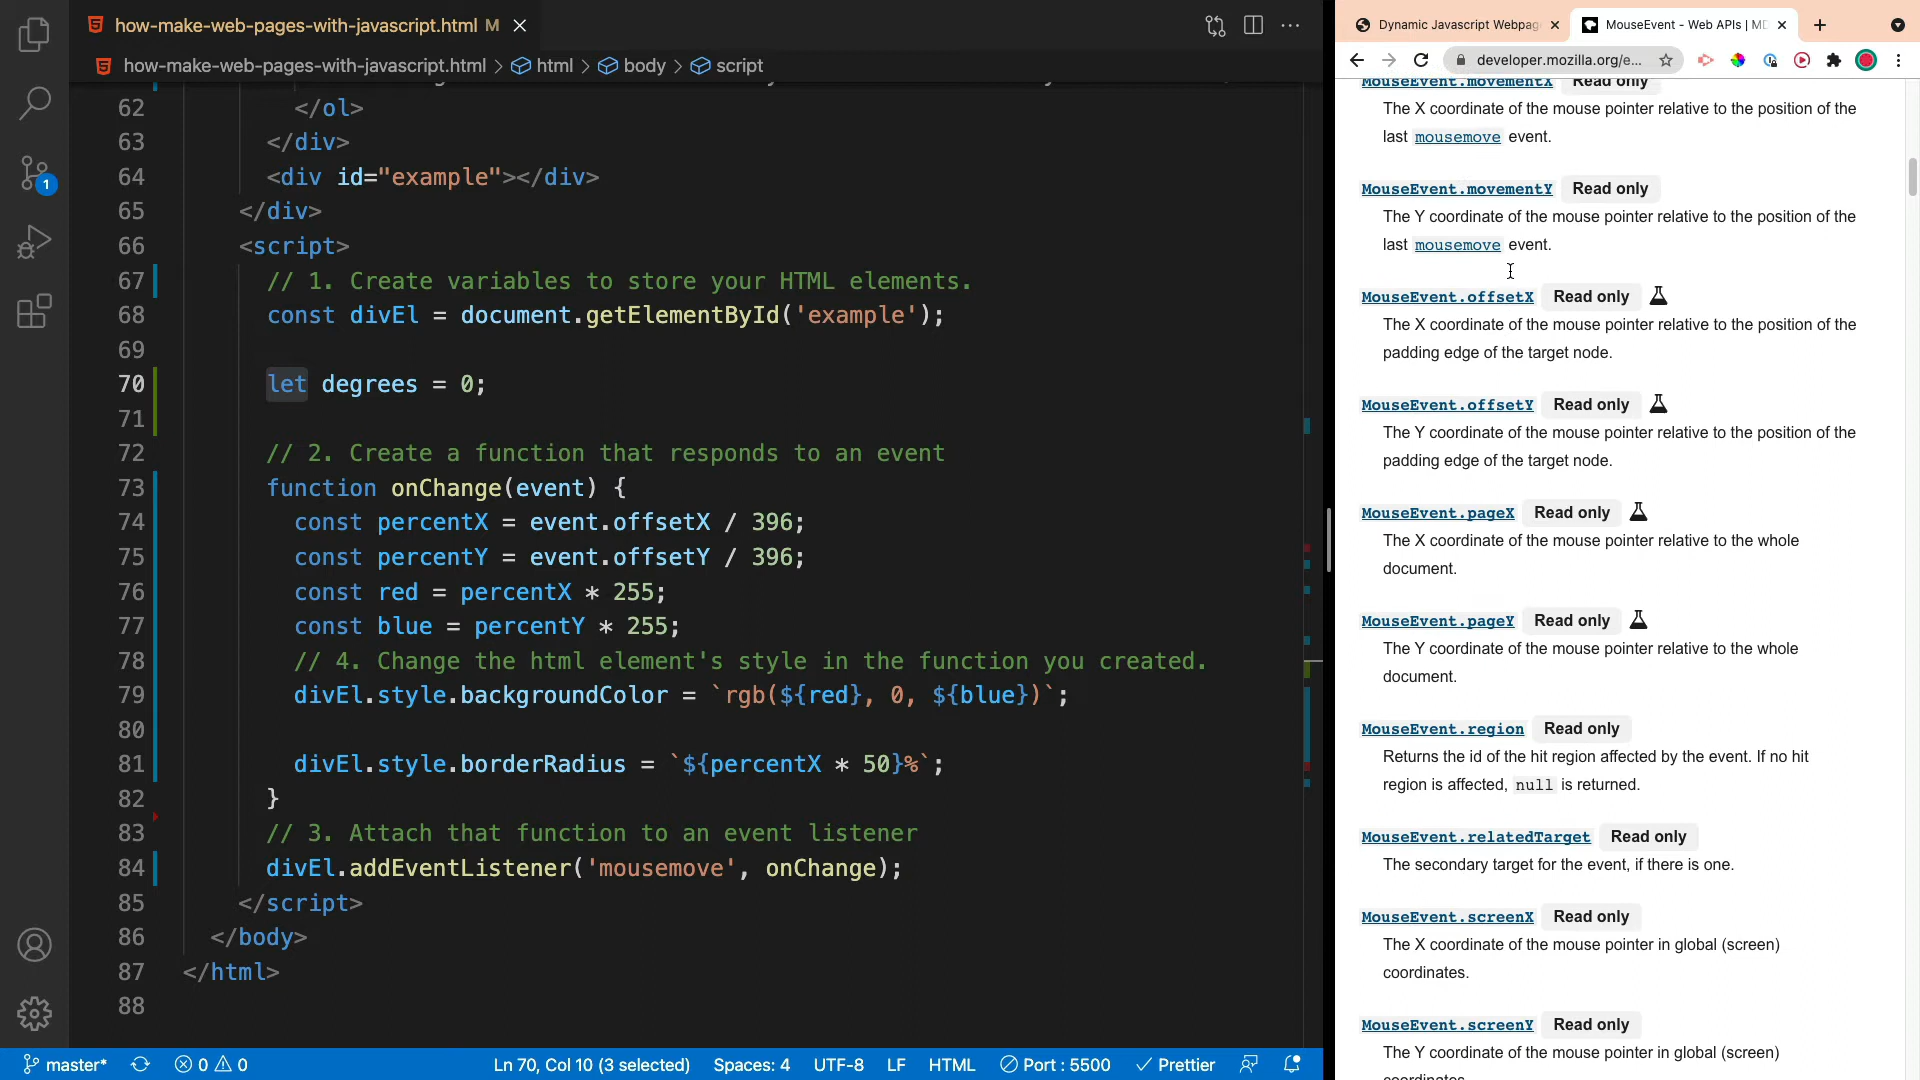 how-make-web-pages-with-javascript.html M
how-make-web-pages-with-javascript.html > html > body > script
62 </ol>
63 </div>
64 <div id="example"></div>
65 </div>
66 <script>
67 // 1. Create variables to store your HTML elements.
68 const divEl = document.getElementById('example');
69
70 let degrees = 0;
71
72 // 2. Create a function that responds to an event
73 function onChange(event) {
74 const percentX = event.offsetX / 396;
75 const percentY = event.offsetY / 396;
76 const red = percentX * 255;
77 const blue = percentY * 255;
78 // 4. Change the html element's style in the function you created.
79 divEl.style.backgroundColor = `rgb(${red}, 0, ${blue})`;
80
81 divEl.style.borderRadius = `${percentX * 50}%`;
82 }
83 // 3. Attach that function to an event listener
84 divEl.addEventListener('mousemove', onChange);
85 </script>
86 </body>
87 </html>
88
1
master* 0 0 Ln 70, Col 10 (3 selected) Spaces: 4 UTF-8 LF HTML Port : 5500 Prettier
Dynamic Javascript Webpag
MouseEvent - Web APIs | MD
developer.mozilla.org/e...
MouseEvent.movementX Read only
The X coordinate of the mouse pointer relative to the position of the
last mousemove event.
MouseEvent.movementY Read only
The Y coordinate of the mouse pointer relative to the position of the
last mousemove event.
MouseEvent.offsetX Read only
The X coordinate of the mouse pointer relative to the position of the
padding edge of the target node.
MouseEvent.offsetY Read only
The Y coordinate of the mouse pointer relative to the position of the
padding edge of the target node.
MouseEvent.pageX Read only
The X coordinate of the mouse pointer relative to the whole
document.
MouseEvent.pageY Read only
The Y coordinate of the mouse pointer relative to the whole
document.
MouseEvent.region Read only
Returns the id of the hit region affected by the event. If no hit
region is affected, null is returned.
MouseEvent.relatedTarget Read only
The secondary target for the event, if there is one.
MouseEvent.screenX Read only
The X coordinate of the mouse pointer in global (screen)
coordinates.
MouseEvent.screenY Read only
The Y coordinate of the mouse pointer in global (screen)
coordinates.